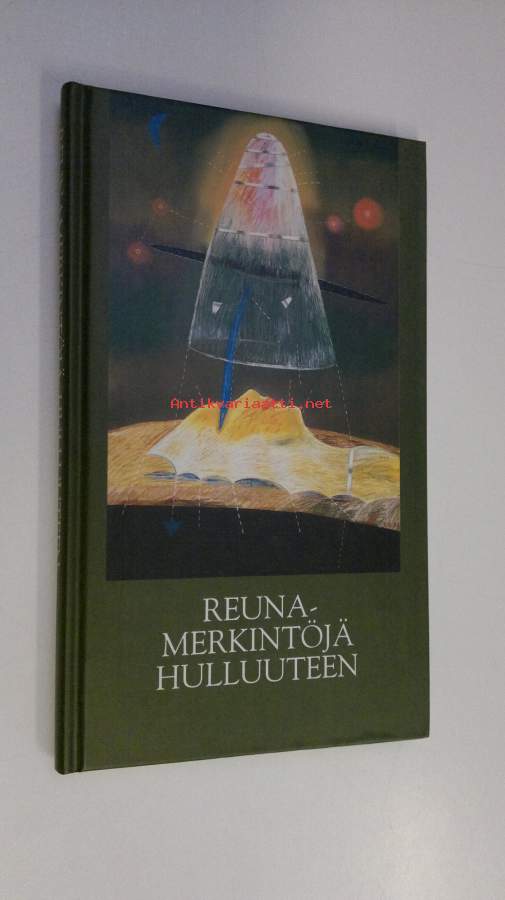 Antikvariaatti.net
REUNA-
MERKINTÖJÄ
HULLUUTEEN